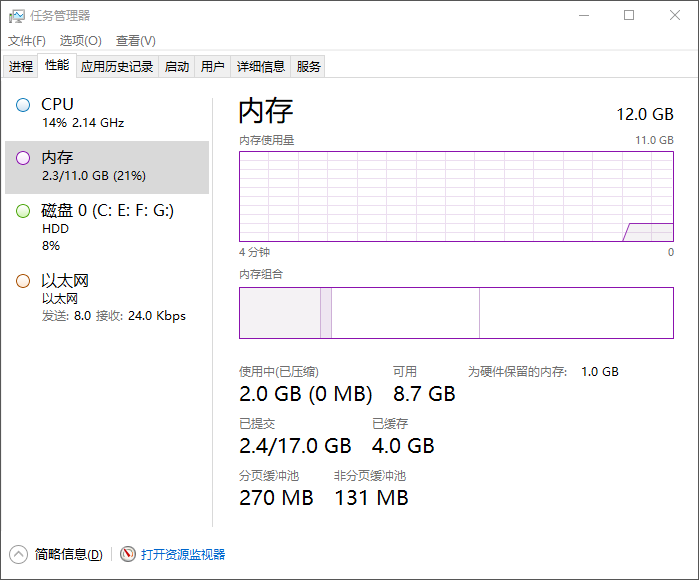 任务管理器
文件(F) 选项(O) 查看(V)
进程 性能 应用历史记录 启动 用户 详细信息 服务
CPU
14% 2.14 GHz
内存
2.3/11.0 GB (21%)
磁盘 0 (C: E: F: G:)
HDD
8%
以太网
以太网
发送: 8.0 接收: 24.0 Kbps
内存 12.0 GB
内存使用量 11.0 GB
4 分钟 0
内存组合
使用中(已压缩) 可用 为硬件保留的内存: 1.0 GB
2.0 GB (0 MB) 8.7 GB
已提交 已缓存
2.4/17.0 GB 4.0 GB
分页缓冲池 非分页缓冲池
270 MB 131 MB
简略信息(D) 打开资源监视器